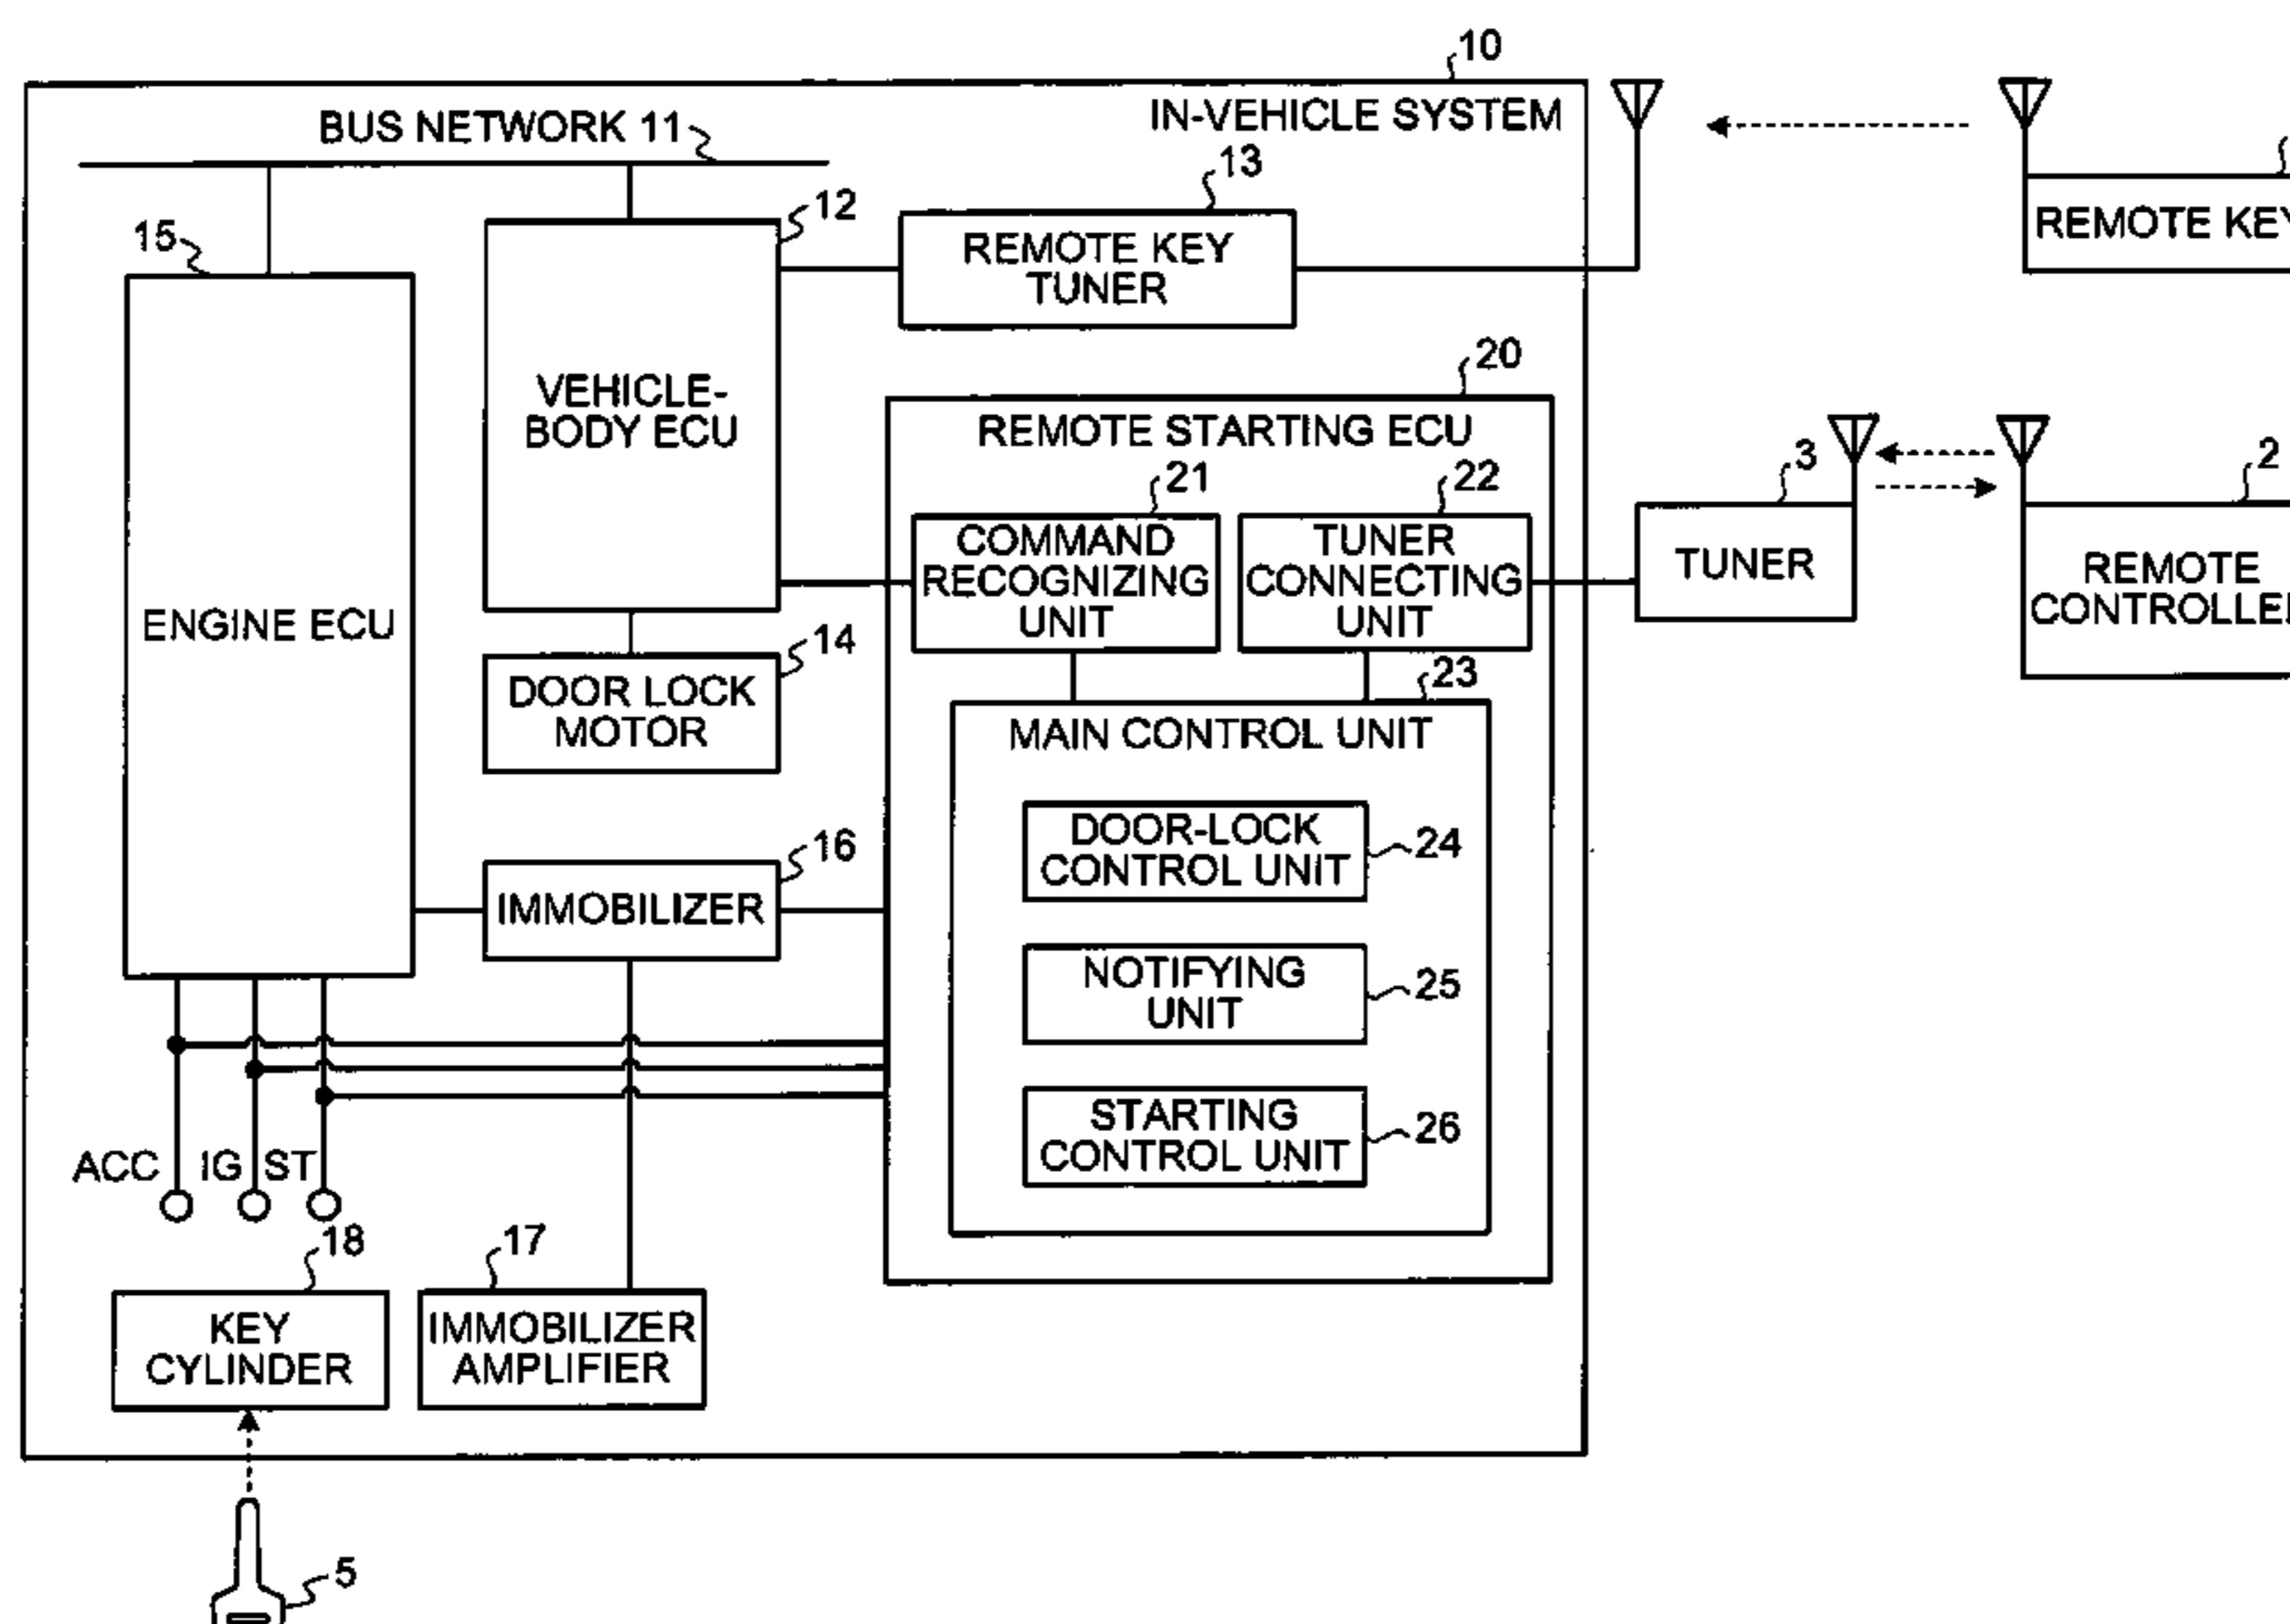 10
IN-VEHICLE SYSTEM
BUS NETWORK 11
13
12
15
REMOTE KEY
TUNER
REMOTE KEY
20
VEHICLE-
BODY ECU
REMOTE STARTING ECU
21
22
3
2
COMMAND
RECOGNIZING
UNIT
TUNER
CONNECTING
UNIT
TUNER
REMOTE
ENGINE ECU
14
DOOR LOCK
MOTOR
23
MAIN CONTROL UNIT
DOOR-LOCK
CONTROL UNIT
24
16
IMMOBILIZER
NOTIFYING
UNIT
25
STARTING
CONTROL UNIT
26
ACC
IG
ST
18
17
KEY
CYLINDER
IMMOBILIZER
AMPLIFIER
5